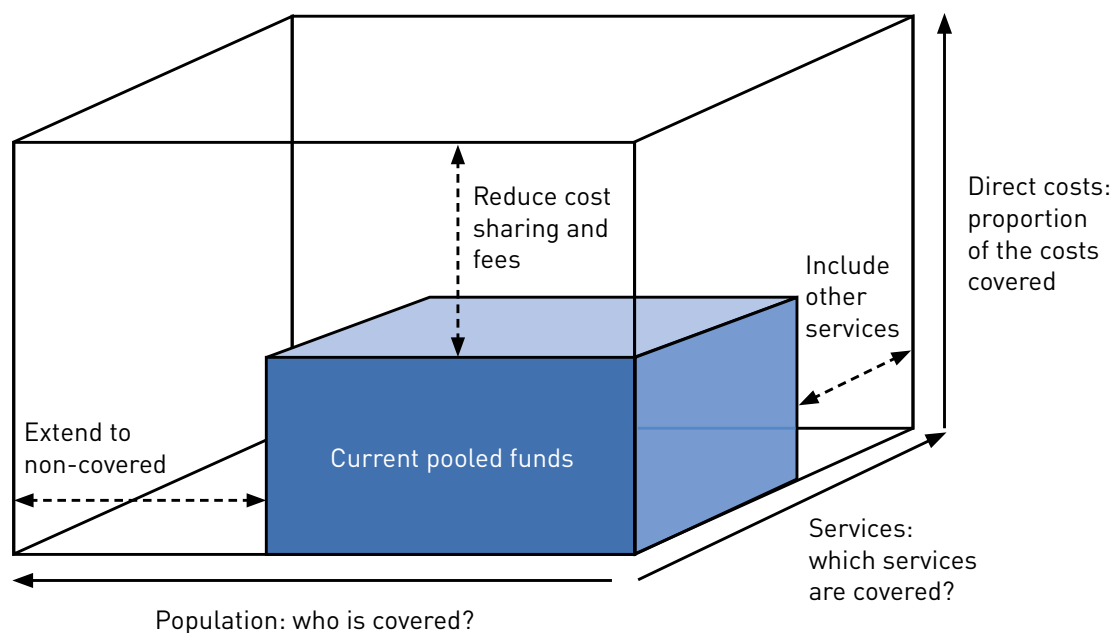 Reduce cost
sharing and
fees
Direct costs:
proportion
of the costs
covered
Include
other
services
Extend to
non-covered
Current pooled funds
Services:
which services
are covered?
Population: who is covered?